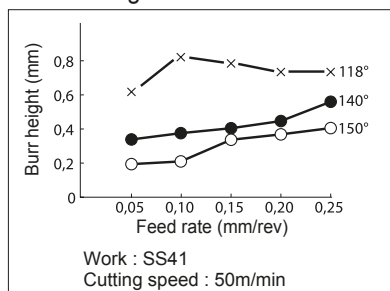 0,8
0,6
0,4
0,2
0
Burr height (mm)
118°
140°
150°
0,05 0,10 0,15 0,20 0,25
Feed rate (mm/rev)
Work : SS41
Cutting speed : 50m/min